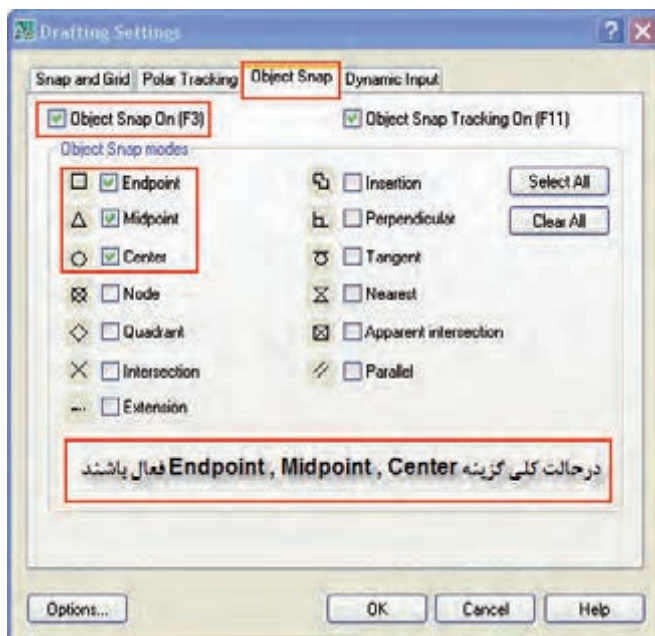 Drafting Settings
Snap and Grid Polar Tracking Object Snap Dynamic Input
Object Snap On (F3) Object Snap Tracking On (F11)
Object Snap modes
Endpoint Insertion Select All
Midpoint Perpendicular Clear All
Center Tangent
Node Nearest
Quadrant Apparent intersection
Intersection Parallel
Extension
درحالت کلی گزینه Endpoint , Midpoint , Center فعال باشند
Options... OK Cancel Help